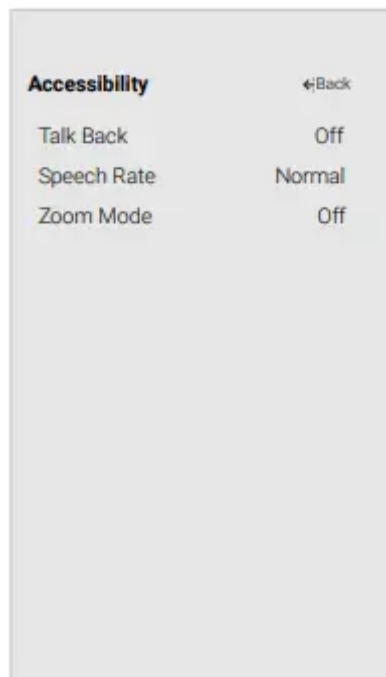 Accessibility Back
Talk Back Off
Speech Rate Normal
Zoom Mode Off